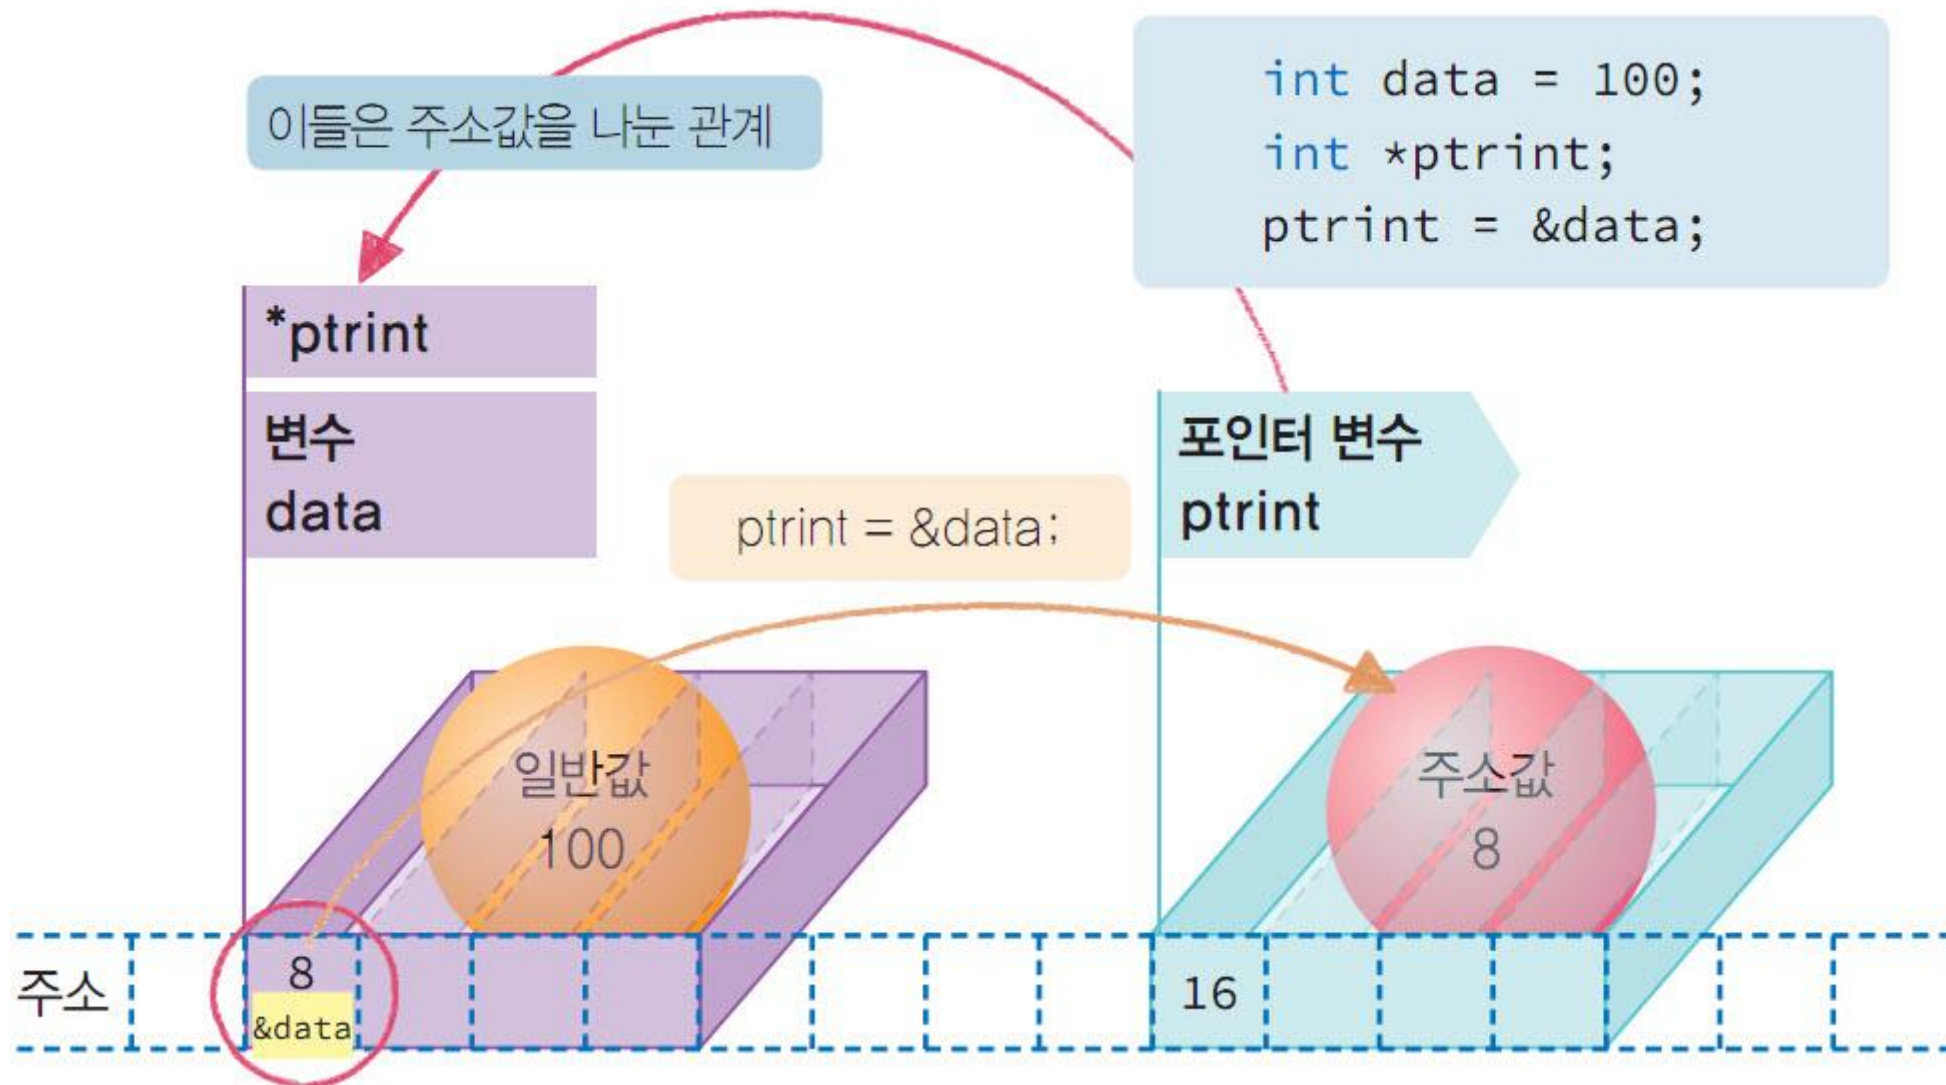 이들은 주소값을 나눈 관계
int data = 100;
int *ptrint;
ptrint = &data;
*ptrint
변수
data
ptrint = &data;
포인터 변수
ptrint
일반값
100
주소값
8
주소
8
&data
16